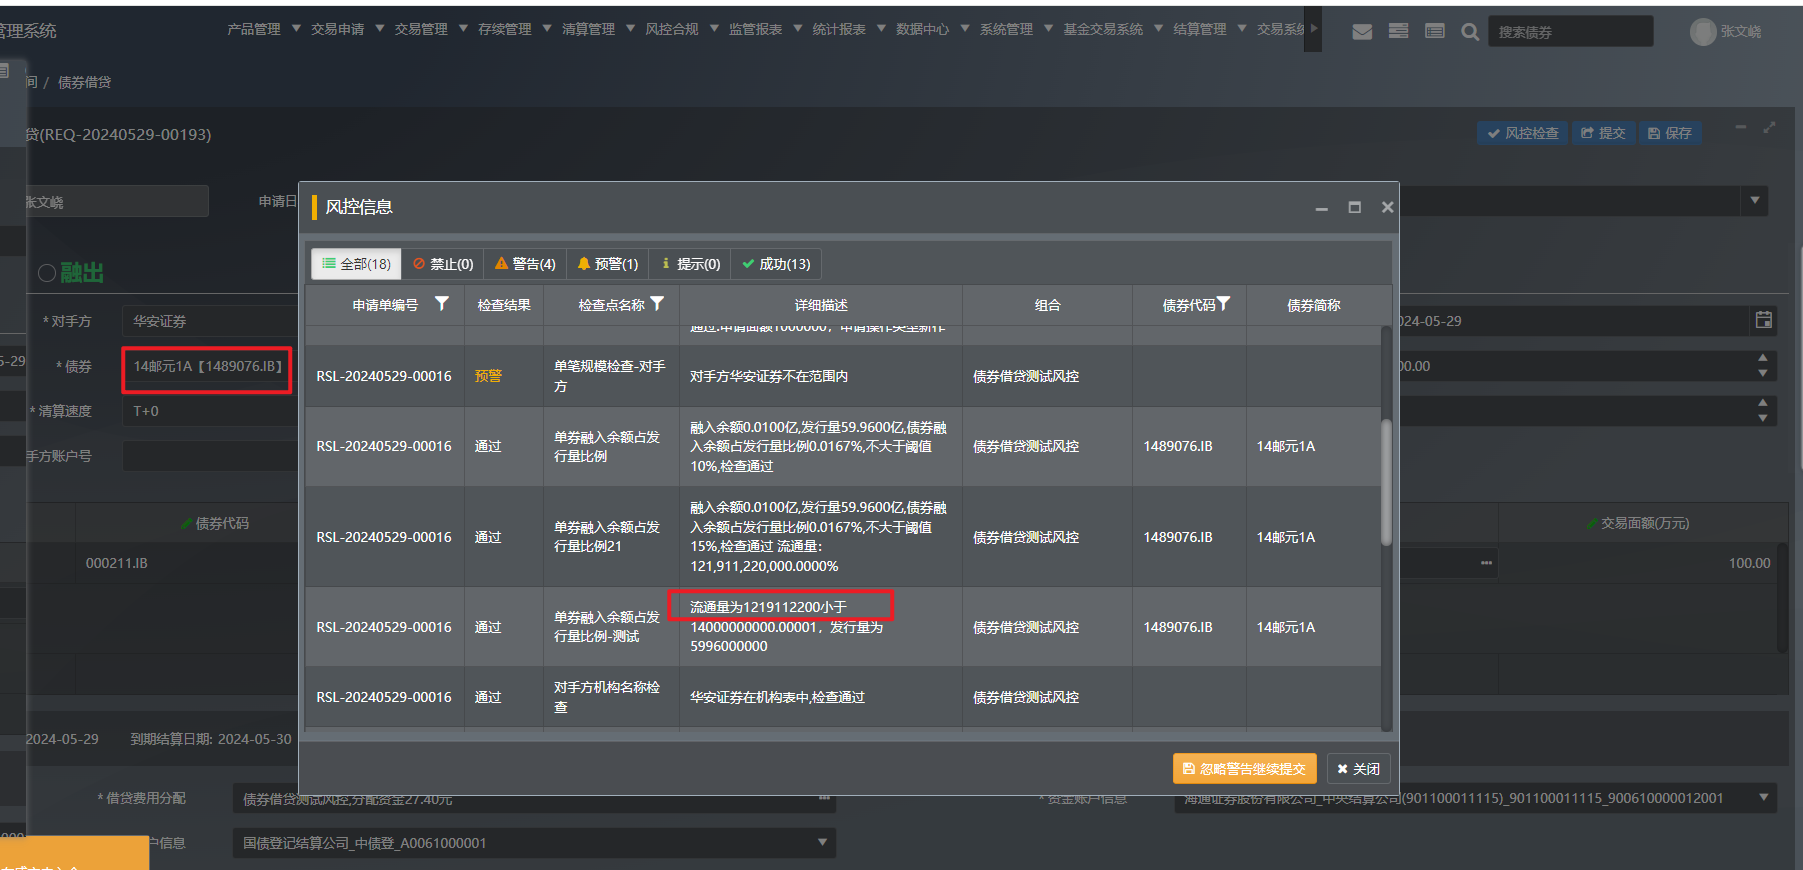 管理系统
产品管理 交易申请 交易管理 存续管理 清算管理 风控合规 监管报表 统计报表 数据中心 系统管理 基金交易系统 结算管理 交易系
搜索债券
张文峣
间 / 债券借贷
贷(REQ-20240529-00193)
风控检查 提交 保存
张文峣
申请日
融出
* 对手方
华安证券
024-05-29
5-29
* 债券
14邮元1A【1489076.IB】
00.00
* 清算速度
T+0
手方账户号
债券代码
交易面额(万元)
000211.IB
100.00
2024-05-29
到期结算日期: 2024-05-30
* 借贷费用分配
债券借贷测试风控,分配资金27.40元
* 资金账户信息
海通证券股份有限公司_中央结算公司(901100011115)_901100011115_900610000012001
户信息
国债登记结算公司_中债登_A0061000001
风控信息
全部(18) 禁止(0) 警告(4) 预警(1) 提示(0) 成功(13)
申请单编号 检查结果 检查点名称 详细描述 组合 债券代码 债券简称
通过:申请面额1000000，申请操作类型新作
RSL-20240529-00016
预警
单笔规模检查-对手
方
对手方华安证券不在范围内
债券借贷测试风控
RSL-20240529-00016
通过
单券融入余额占发
行量比例
融入余额0.0100亿,发行量59.9600亿,债券融
入余额占发行量比例0.0167%,不大于阈值
10%,检查通过
债券借贷测试风控
1489076.IB
14邮元1A
RSL-20240529-00016
通过
单券融入余额占发
行量比例21
融入余额0.0100亿,发行量59.9600亿,债券融
入余额占发行量比例0.0167%,不大于阈值
15%,检查通过 流通量：
121,911,220,000.0000%
债券借贷测试风控
1489076.IB
14邮元1A
RSL-20240529-00016
通过
单券融入余额占发
行量比例-测试
流通量为1219112200小于
14000000000.00001，发行量为
5996000000
债券借贷测试风控
1489076.IB
14邮元1A
RSL-20240529-00016
通过
对手方机构名称检
查
华安证券在机构表中,检查通过
债券借贷测试风控
忽略警告继续提交
关闭